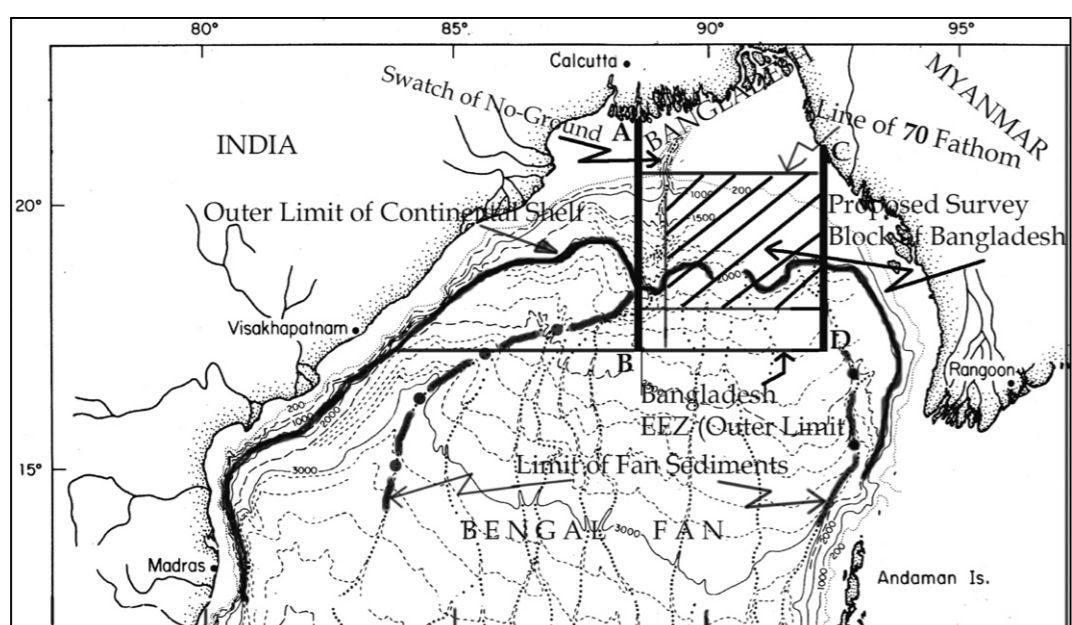 80°
85°
90°
95°
Calcutta
Swatch of No-Ground
A
BANGLADESH
MYANMAR
Line of 70 Fathom
C
INDIA
200
1000
1500
20°
Outer Limit of Continental Shelf
Proposed Survey
Block of Bangladesh
2000
Visakhapatnam
B
D
Rangoon
Bangladesh
EEZ (Outer Limit)
200
1000
2000
3000
15°
Limit of Fan Sediments
BENGAL FAN
3000
Madras
2000
200
1000
Andaman Is.